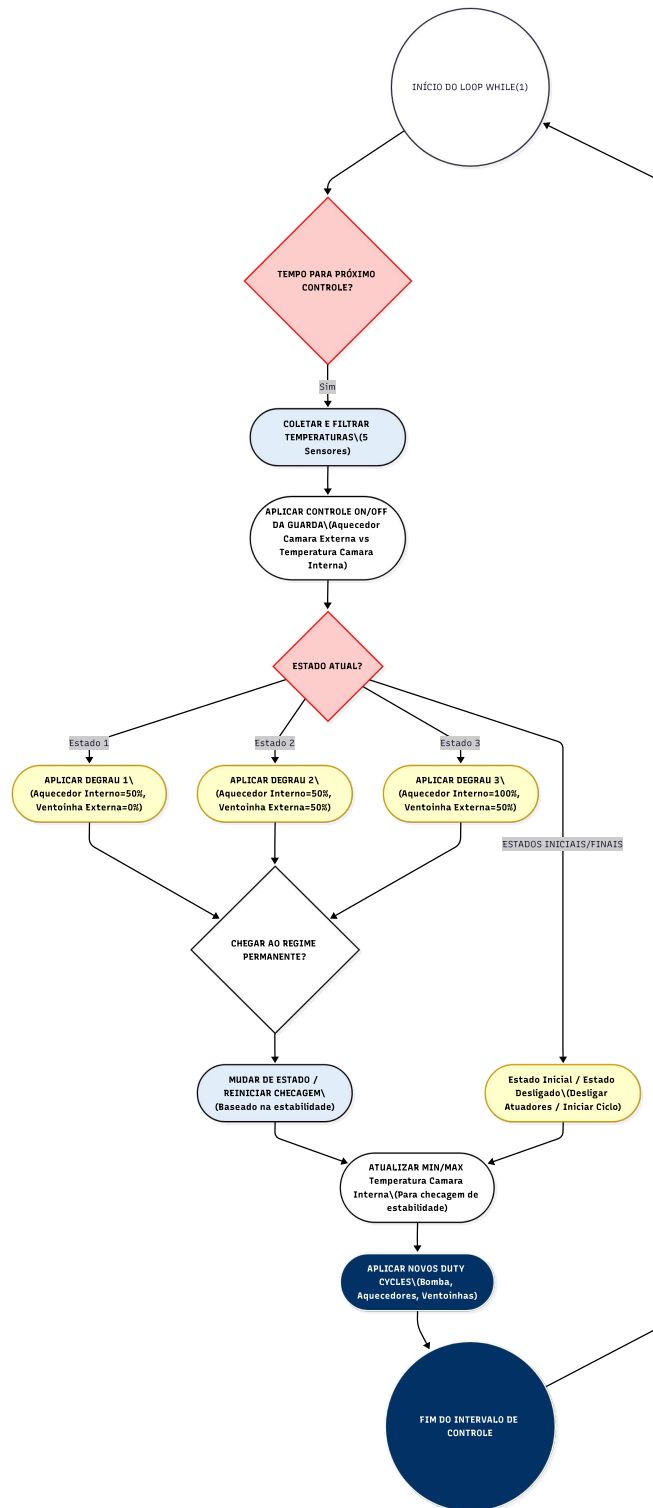 INÍCIO DO LOOP WHILE(1)
TEMPO PARA PRÓXIMO
CONTROLE?
Sim
COLETAR E FILTRAR
TEMPERATURAS\(5
Sensores)
APLICAR CONTROLE ON/OFF
DA GUARDA\(Aquecedor
Camara Externa vs
Temperatura Camara
Interna)
ESTADO ATUAL?
Estado 1
Estado 2
Estado 3
APLICAR DEGRAU 1\
(Aquecedor Interno=50%,
Ventoinha Externa=0%)
APLICAR DEGRAU 2\
(Aquecedor Interno=50%,
Ventoinha Externa=50%)
APLICAR DEGRAU 3\
(Aquecedor Interno=100%,
Ventoinha Externa=50%)
ESTADOS INICIAIS/FINAIS
CHEGAR AO REGIME
PERMANENTE?
MUDAR DE ESTADO /
REINICIAR CHECAGEM\
(Baseado na estabilidade)
Estado Inicial / Estado
Desligado\(Desligar
Atuadores / Iniciar Ciclo)
ATUALIZAR MIN/MAX
Temperatura Camara
Interna\(Para checagem de
estabilidade)
APLICAR NOVOS DUTY
CYCLES\(Bomba,
Aquecedores, Ventoinhas)
FIM DO INTERVALO DE
CONTROLE